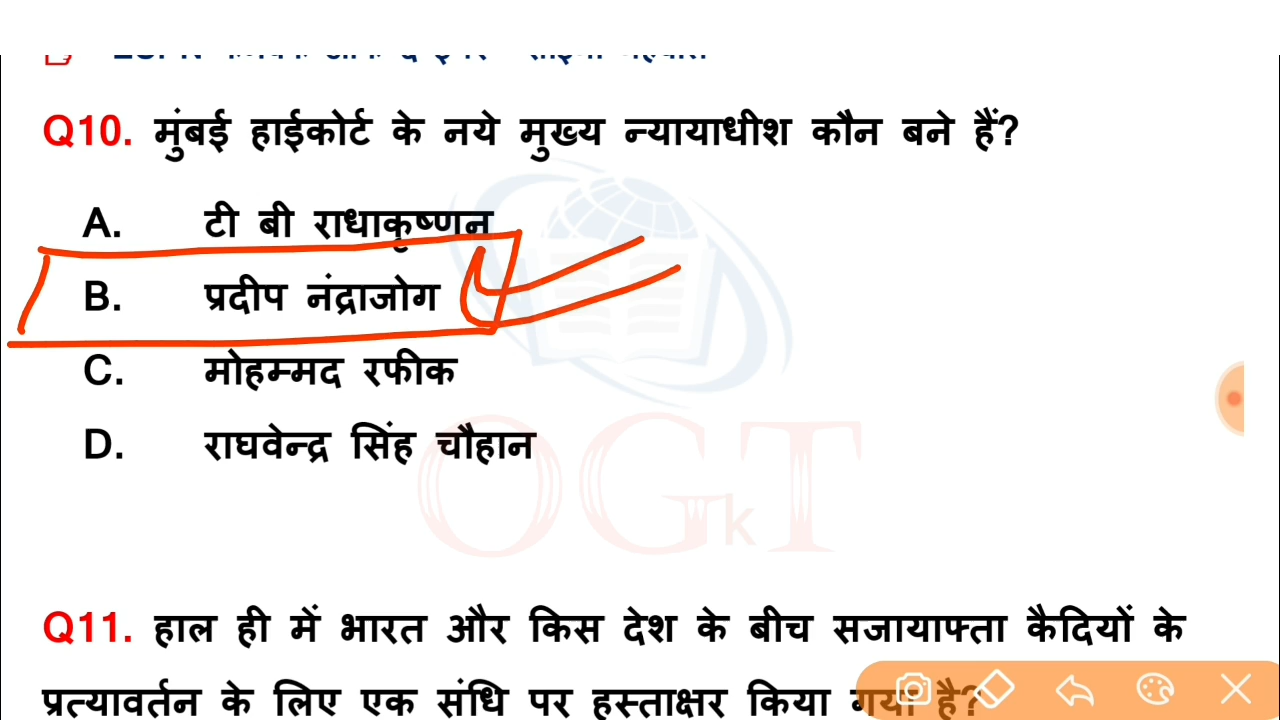 Q10. मुंबई हाईकोर्ट के नये मुख्य न्यायाधीश कौन बने हैं?
A. टी बी राधाकृष्णन
B. प्रदीप नंद्राजोग
C. मोहम्मद रफीक
D. राघवेन्द्र सिंह चौहान
OGkT
Q11. हाल ही में भारत और किस देश के बीच सजायाफ्ता कैदियों के
प्रत्यावर्तन के लिए एक संधि पर हस्ताक्षर किया गया है?